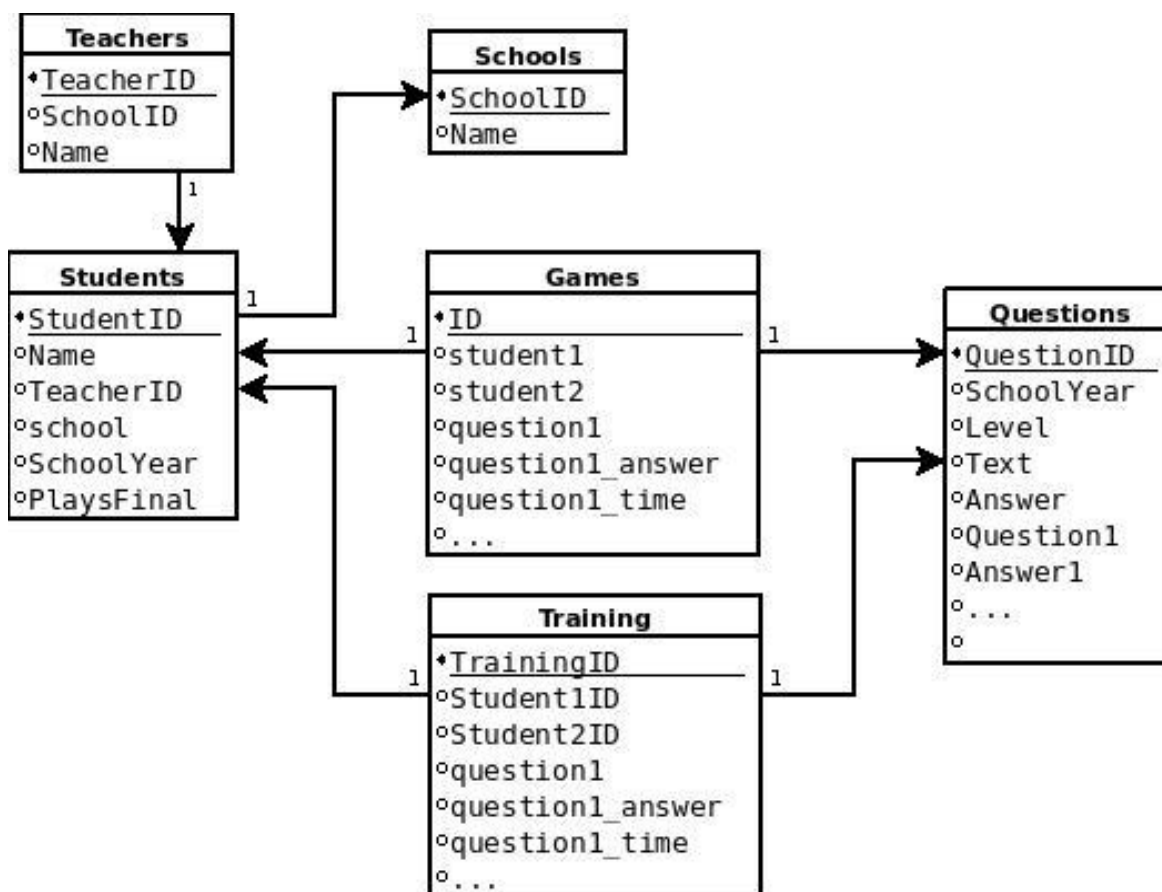 Teachers
TeacherID
SchoolID
Name
1
Schools
SchoolID
Name
Students
StudentID
Name
TeacherID
school
SchoolYear
PlaysFinal
1
Games
ID
student1
student2
question1
question1_answer
question1_time
...
1
1
Questions
QuestionID
SchoolYear
Level
Text
Answer
Question1
Answer1
...
Training
TrainingID
Student1ID
Student2ID
question1
question1_answer
question1_time
...
1
1